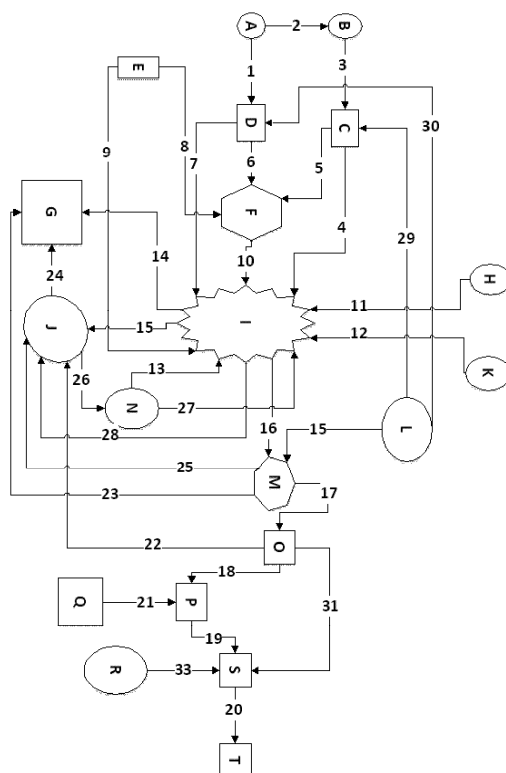 A 2 B
1 3
E D C 30
9 8 7 6 5
G F 4 29
14 10 H
24 11
J 15 I 12 K
26 13
N 27 16 15 L
28
25 M
23 17
22 O
18
Q 21 P 31
19
R 33 S
20
T